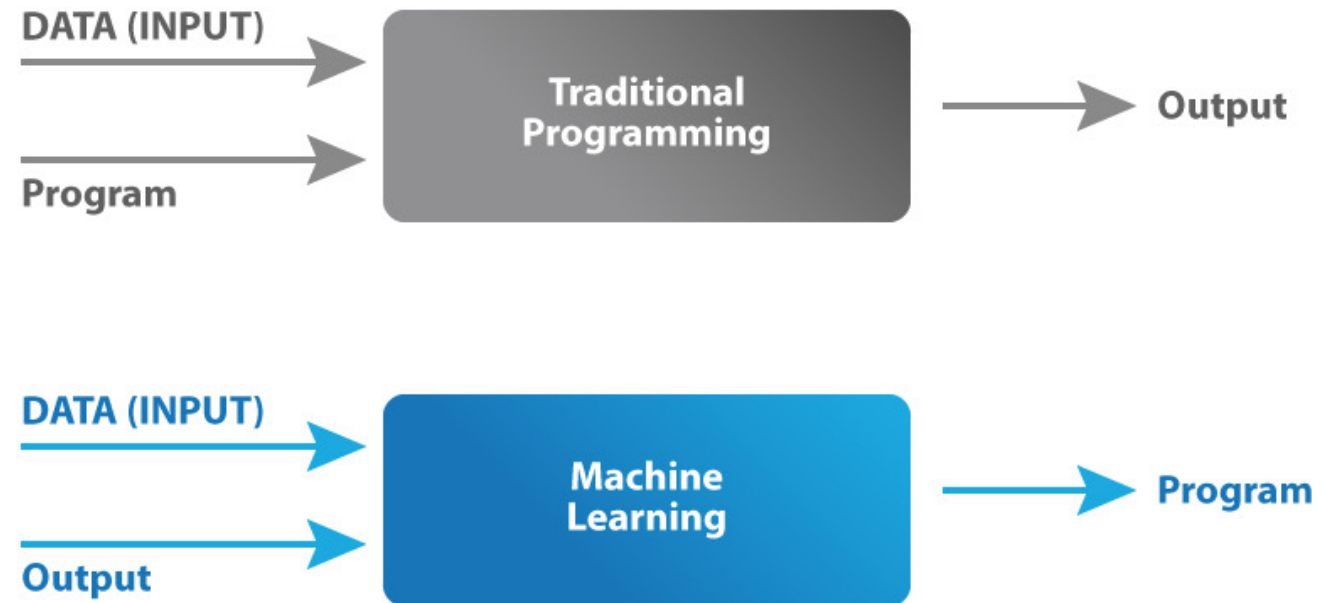 DATA (INPUT)
Program
Traditional
Programming
Output
DATA (INPUT)
Output
Machine
Learning
Program